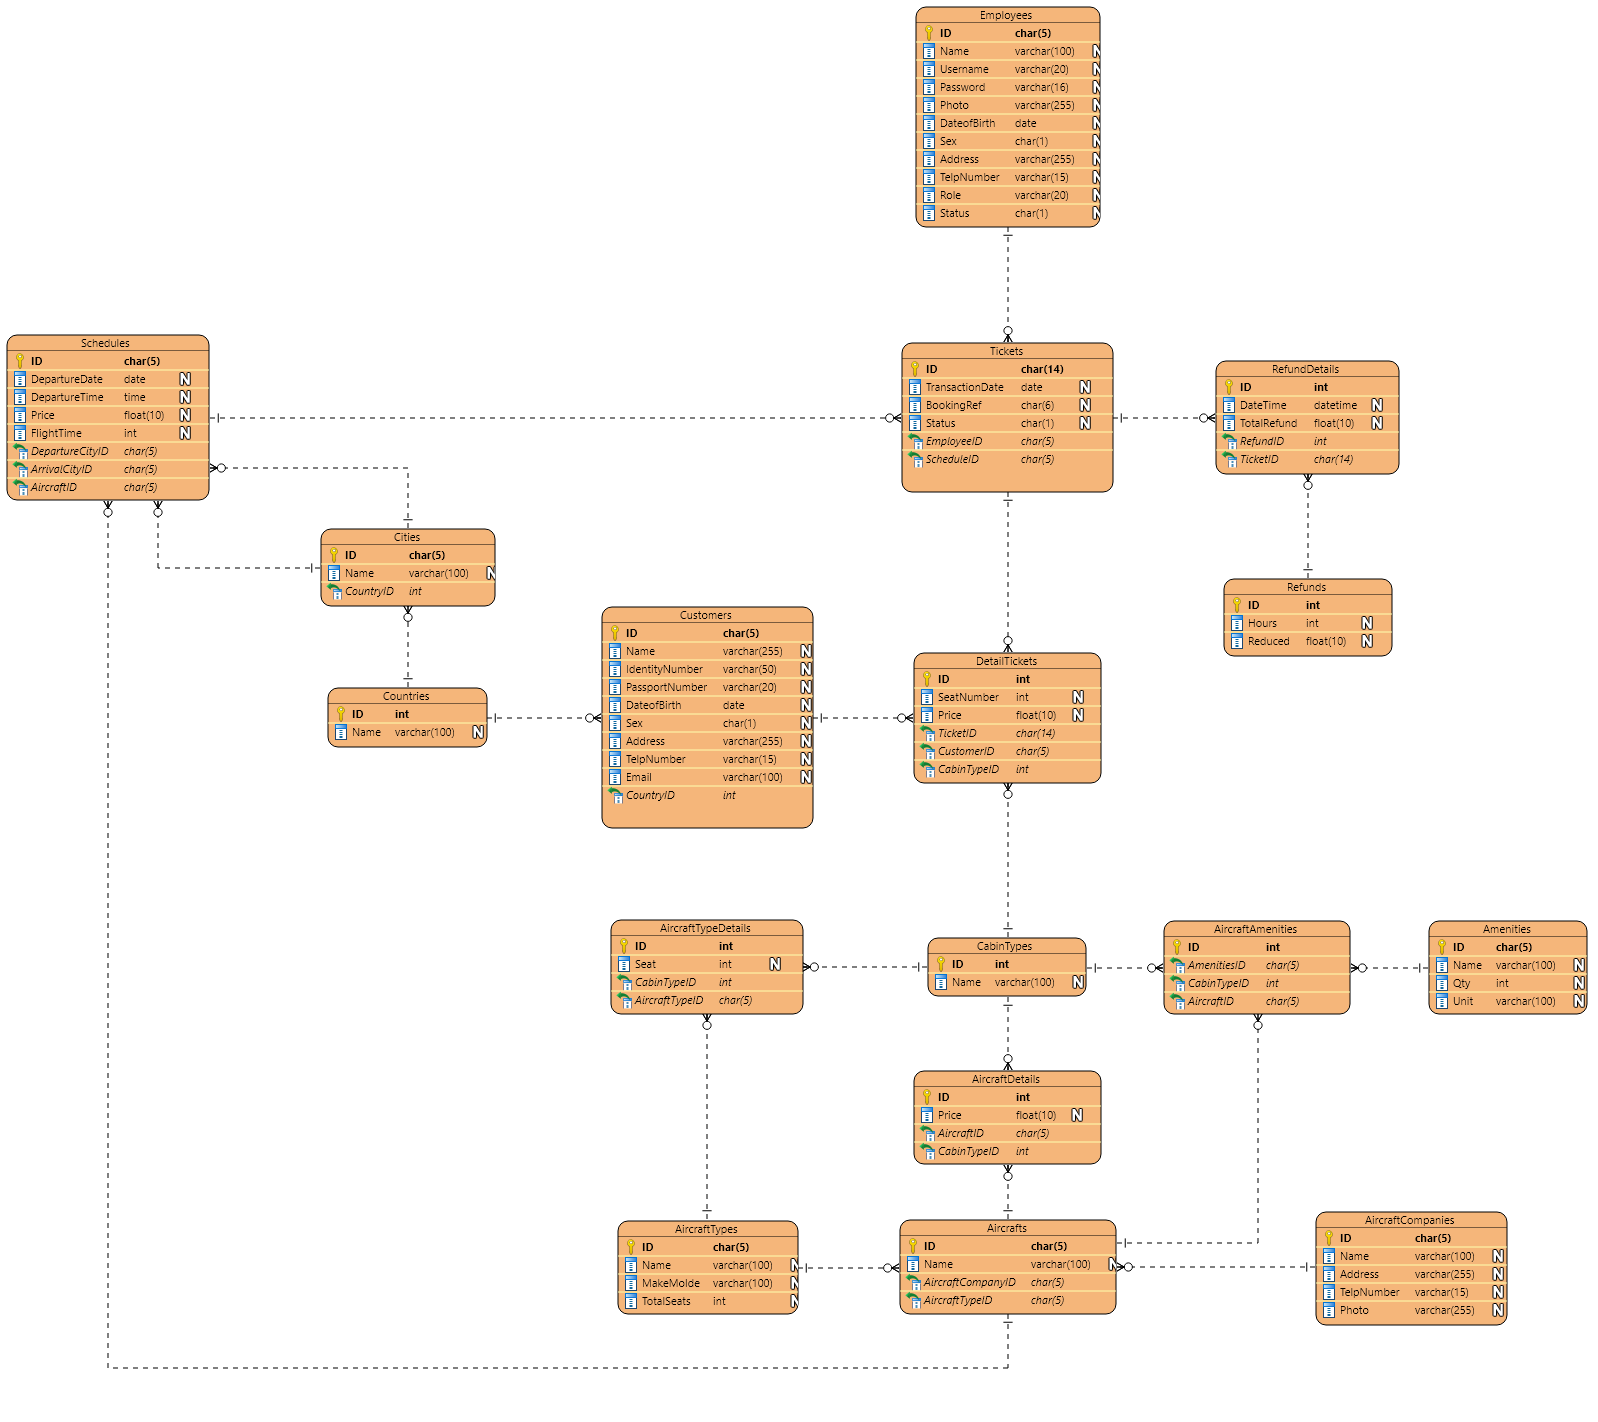 Employees
ID char(5)
Name varchar(100) N
Username varchar(20) N
Password varchar(16) N
Photo varchar(255) N
DateofBirth date N
Sex char(1) N
Address varchar(255) N
TelpNumber varchar(15) N
Role varchar(20) N
Status char(1) N
Schedules
ID char(5)
DepartureDate date N
DepartureTime time N
Price float(10) N
FlightTime int N
DepartureCityID char(5)
ArrivalCityID char(5)
AircraftID char(5)
Tickets
ID char(14)
TransactionDate date N
BookingRef char(6) N
Status char(1) N
EmployeeID char(5)
ScheduleID char(5)
RefundDetails
ID int
DateTime datetime N
TotalRefund float(10) N
RefundID int
TicketID char(14)
Cities
ID char(5)
Name varchar(100) N
CountryID int
Refunds
ID int
Hours int N
Reduced float(10) N
Customers
ID char(5)
Name varchar(255) N
IdentityNumber varchar(50) N
PassportNumber varchar(20) N
DateofBirth date N
Sex char(1) N
Address varchar(255) N
TelpNumber varchar(15) N
Email varchar(100) N
CountryID int
DetailTickets
ID int
SeatNumber int N
Price float(10) N
TicketID char(14)
CustomerID char(5)
CabinTypeID int
Countries
ID int
Name varchar(100) N
AircraftTypeDetails
ID int
Seat int N
CabinTypeID int
AircraftTypeID char(5)
CabinTypes
ID int
Name varchar(100) N
AircraftAmenities
ID int
AmenitiesID char(5)
CabinTypeID int
AircraftID char(5)
Amenities
ID char(5)
Name varchar(100) N
Qty int N
Unit varchar(100) N
AircraftDetails
ID int
Price float(10) N
AircraftID char(5)
CabinTypeID int
AircraftTypes
ID char(5)
Name varchar(100) N
MakeMolde varchar(100) N
TotalSeats int N
Aircrafts
ID char(5)
Name varchar(100) N
AircraftCompanyID char(5)
AircraftTypeID char(5)
AircraftCompanies
ID char(5)
Name varchar(100) N
Address varchar(255) N
TelpNumber varchar(15) N
Photo varchar(255) N